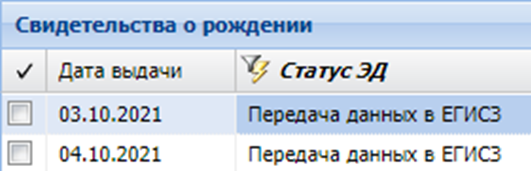 Свидетельства о рождении
✓ Дата выдачи Статус ЭД
03.10.2021 Передача данных в ЕГИСЗ
04.10.2021 Передача данных в ЕГИСЗ